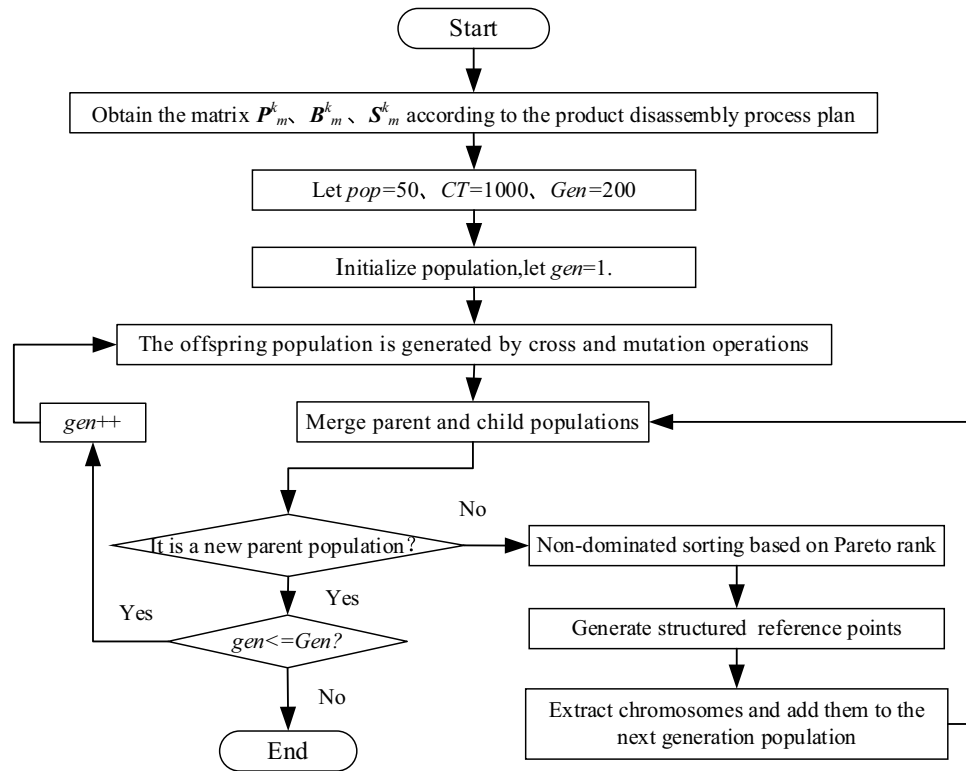 Start
Obtain the matrix P^k_m、B^k_m、S^k_m according to the product disassembly process plan
Let pop=50、CT=1000、Gen=200
Initialize population,let gen=1.
The offspring population is generated by cross and mutation operations
gen++
Merge parent and child populations
No
It is a new parent population？
Non-dominated sorting based on Pareto rank
Yes
Yes
Generate structured reference points
gen<=Gen?
No
Extract chromosomes and add them to the
next generation population
End